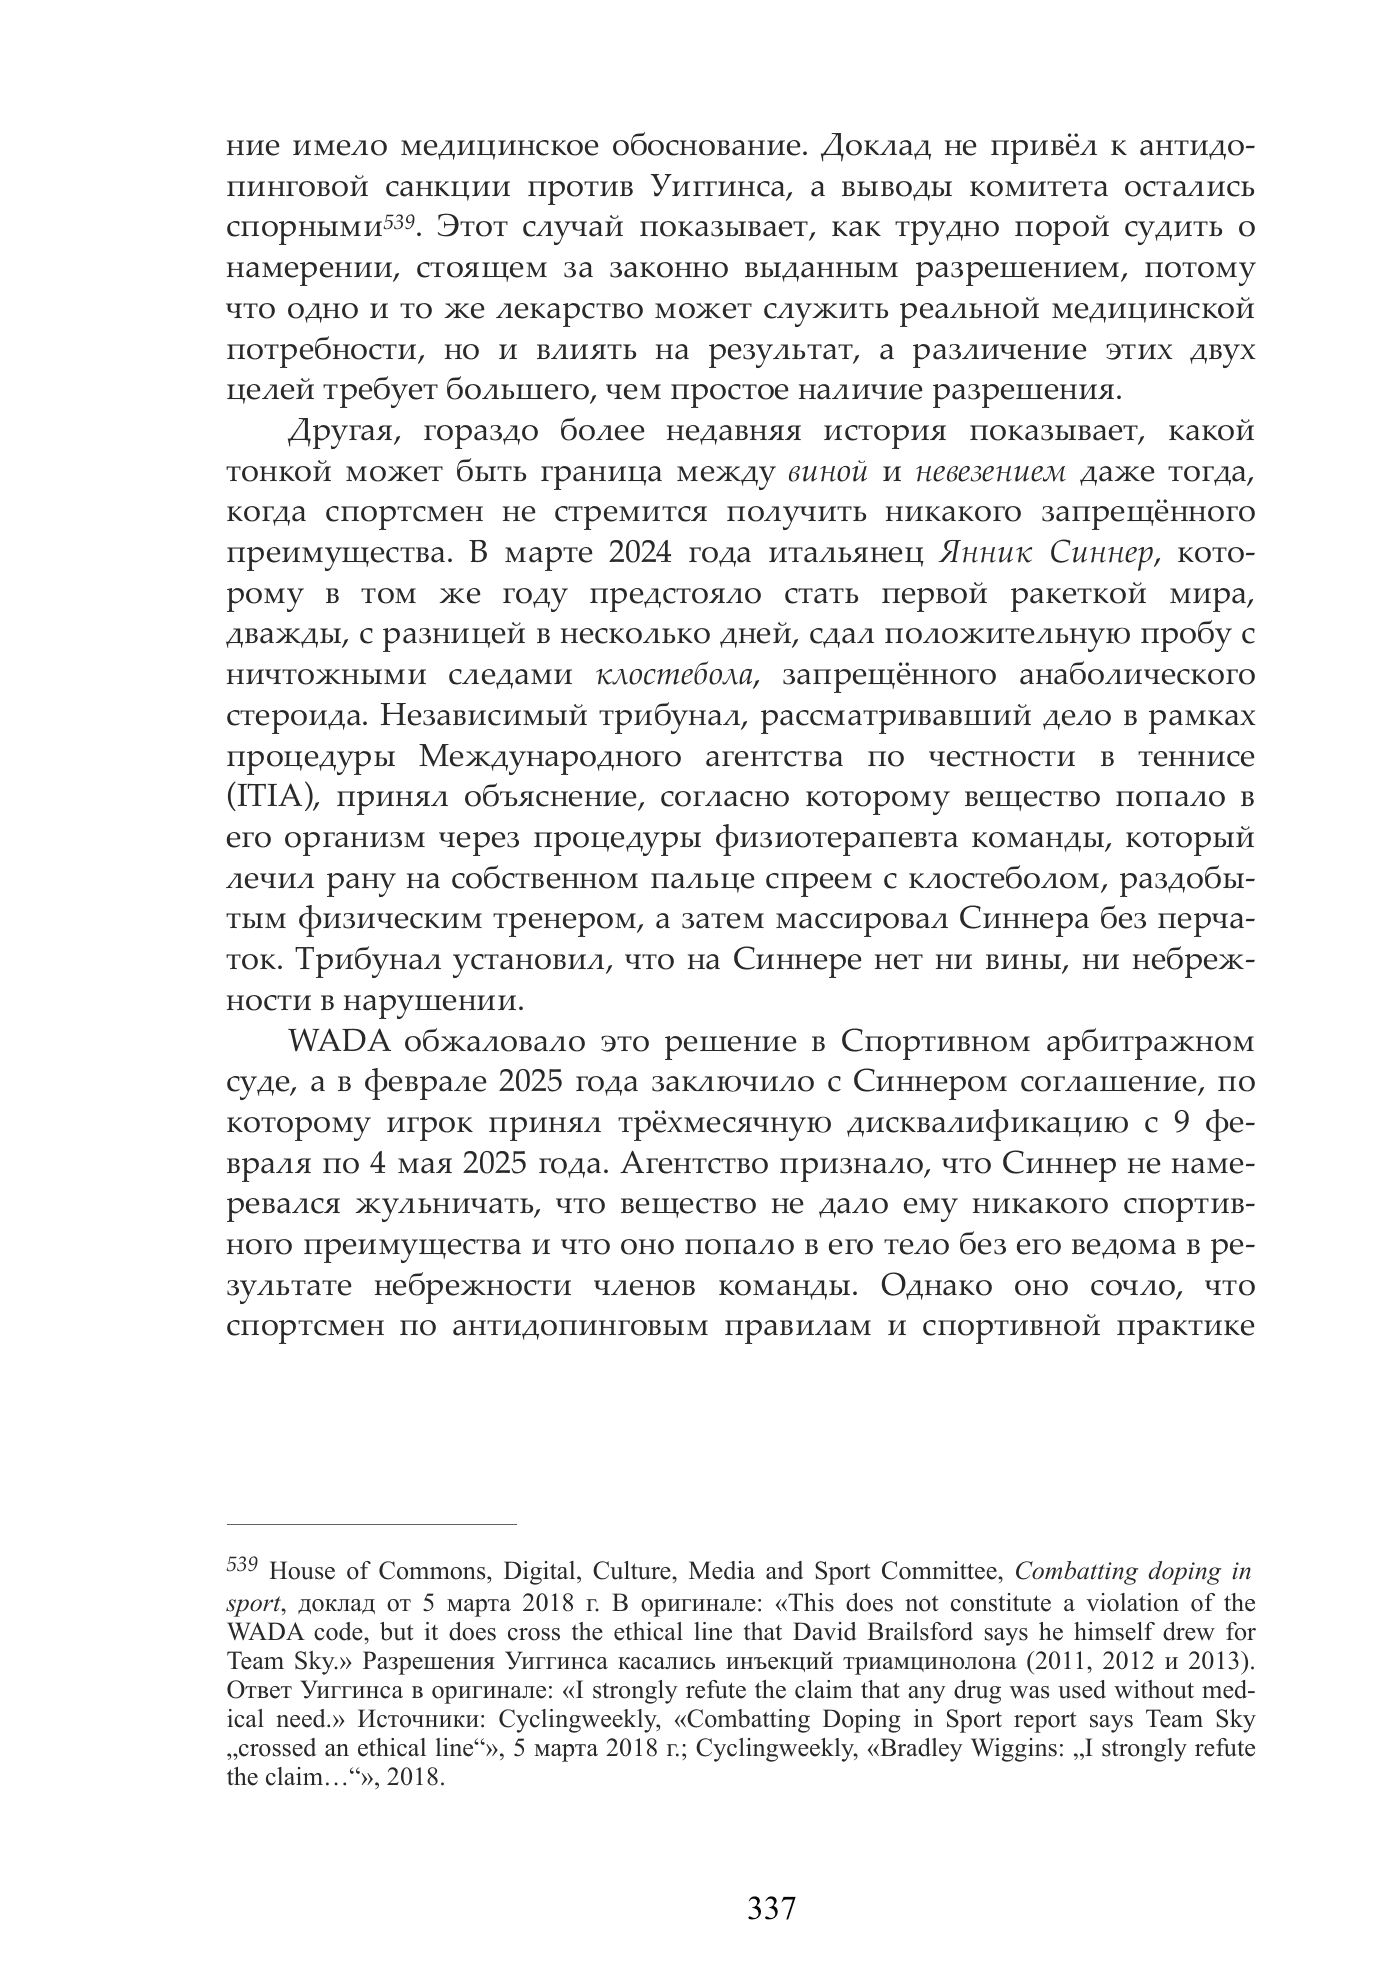 ние имело медицинское обоснование. Доклад не привёл к антидо-
пинговой санкции против Уиггинса, а выводы комитета остались
спорными539. Этот случай показывает, как трудно порой судить о
намерении, стоящем за законно выданным разрешением, потому
что одно и то же лекарство может служить реальной медицинской
потребности, но и влиять на результат, а различение этих двух
целей требует большего, чем простое наличие разрешения.
Другая, гораздо более недавняя история показывает, какой
тонкой может быть граница между виной и невезением даже тогда,
когда спортсмен не стремится получить никакого запрещённого
преимущества. В марте 2024 года итальянец Янник Синнер, кото-
рому в том же году предстояло стать первой ракеткой мира,
дважды, с разницей в несколько дней, сдал положительную пробу с
ничтожными следами клостебола, запрещённого анаболического
стероида. Независимый трибунал, рассматривавший дело в рамках
процедуры Международного агентства по честности в теннисе
(ITIA), принял объяснение, согласно которому вещество попало в
его организм через процедуры физиотерапевта команды, который
лечил рану на собственном пальце спреем с клостеболом, раздобы-
тым физическим тренером, а затем массировал Синнера без перча-
ток. Трибунал установил, что на Синнере нет ни вины, ни небреж-
ности в нарушении.
WADA обжаловало это решение в Спортивном арбитражном
суде, а в феврале 2025 года заключило с Синнером соглашение, по
которому игрок принял трёхмесячную дисквалификацию с 9 фе-
враля по 4 мая 2025 года. Агентство признало, что Синнер не наме-
ревался жульничать, что вещество не дало ему никакого спортив-
ного преимущества и что оно попало в его тело без его ведома в ре-
зультате небрежности членов команды. Однако оно сочло, что
спортсмен по антидопинговым правилам и спортивной практике
539 House of Commons, Digital, Culture, Media and Sport Committee, Combatting doping in
sport, доклад от 5 марта 2018 г. В оригинале: «This does not constitute a violation of the
WADA code, but it does cross the ethical line that David Brailsford says he himself drew for
Team Sky.» Разрешения Уиггинса касались инъекций триамцинолона (2011, 2012 и 2013).
Ответ Уиггинса в оригинале: «I strongly refute the claim that any drug was used without med-
ical need.» Источники: Cyclingweekly, «Combatting Doping in Sport report says Team Sky
„crossed an ethical line“», 5 марта 2018 г.; Cyclingweekly, «Bradley Wiggins: „I strongly refute
the claim…“», 2018.
337